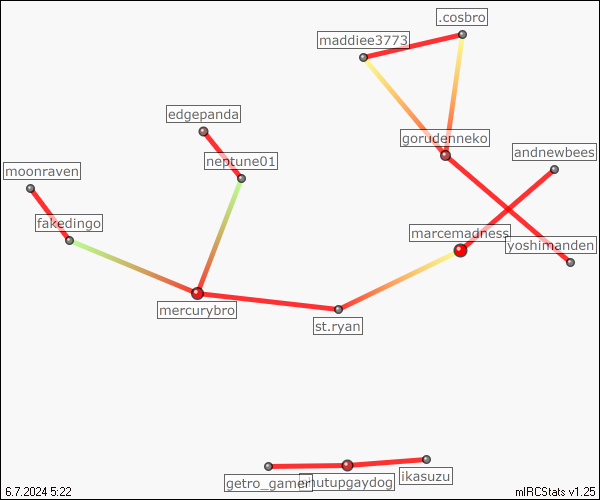 .cosbro
maddiee3773
edgepanda
gorudenneko
andnewbees
neptune01
moonraven
fakedingo
marcemadness
yoshimanden
mercurybro
st.ryan
getro_gamer
ikasuzu
6.7.2024 5:22
mIRCStats v1.25